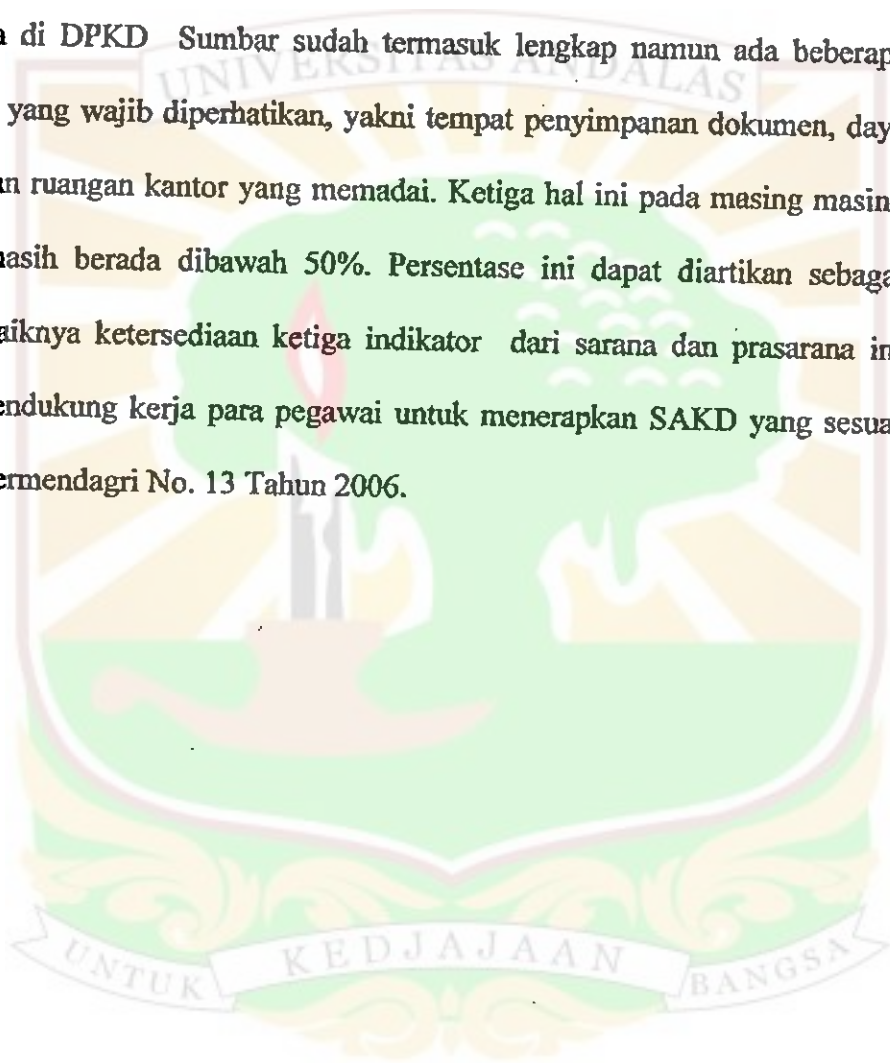 di DPKD Sumbar sudah termasuk lengkap namun ada beberap
UNIVERSITAS ANDALAS
yang wajib diperhatikan, yakni tempat penyimpanan dokumen, day
n ruangan kantor yang memadai. Ketiga hal ini pada masing masin
asih berada dibawah 50%. Persentase ini dapat diartikan sebaga
iknya ketersediaan ketiga indikator dari sarana dan prasarana in
endukung kerja para pegawai untuk menerapkan SAKD yang sesua
ermendagri No. 13 Tahun 2006.
UNTUK KEDJAJAAN BANGSA